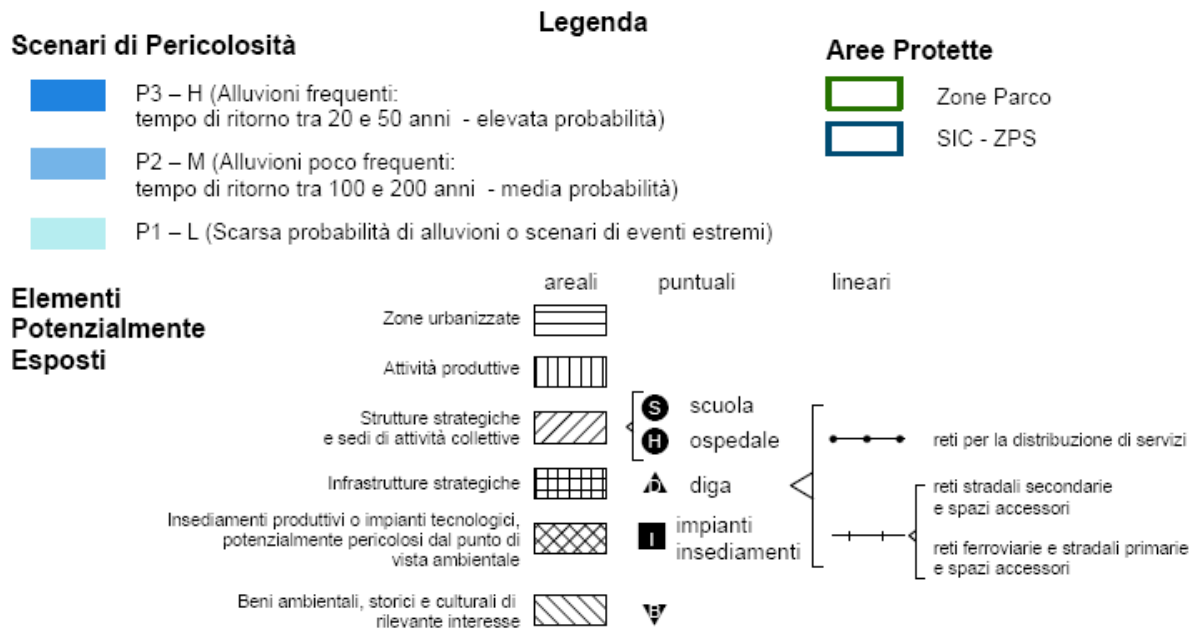 Legenda
Scenari di Pericolosità
P3 – H (Alluvioni frequenti:
tempo di ritorno tra 20 e 50 anni - elevata probabilità)
P2 – M (Alluvioni poco frequenti:
tempo di ritorno tra 100 e 200 anni - media probabilità)
P1 – L (Scarsa probabilità di alluvioni o scenari di eventi estremi)
Aree Protette
Zone Parco
SIC - ZPS
Elementi
Potenzialmente
Esposti
areali
puntuali
lineari
Zone urbanizzate
Attività produttive
Strutture strategiche
e sedi di attività collettive
S
scuola
H
ospedale
Infrastrutture strategiche
D
diga
Insediamenti produttivi o impianti tecnologici,
potenzialmente pericolosi dal punto di
vista ambientale
I
impianti
insediamenti
Beni ambientali, storici e culturali di
rilevante interesse
B
reti per la distribuzione di servizi
reti stradali secondarie
e spazi accessori
reti ferroviarie e stradali primarie
e spazi accessori